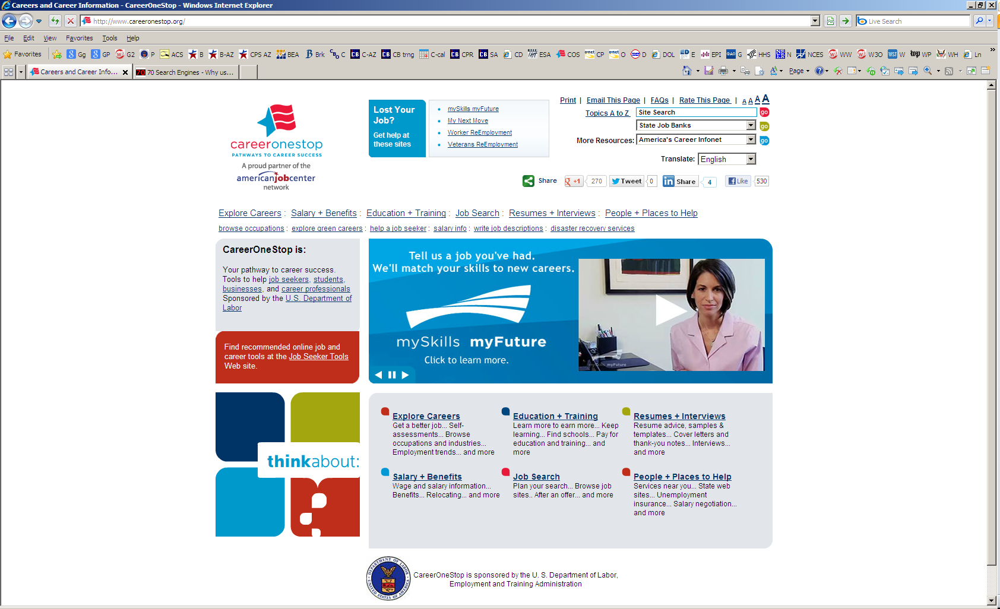 Careers and Career Information - CareerOneStop - Windows Internet Explorer
http://www.careeronestop.org/
Live Search
File Edit View Favorites Tools Help
Favorites Gg GP G2 P ACS B B-AZ CPS AZ BEA Brk C C-AZ CB trng C-cal CPR SA CD ESA COS CP O D DOL E EPI G HHS N NCES WW W3O W WP WH Ln
Careers and Career Info... 70 Search Engines - Why us...
Page
Lost Your
Job?
Get help at
these sites
mySkills myFuture
My Next Move
Worker ReEmployment
Veterans ReEmployment
Print | Email This Page | FAQs | Rate This Page | A A A A
Topics A to Z Site Search go
State Job Banks go
More Resources: America's Career Infonet go
Translate: English
careeronestop
PATHWAYS TO CAREER SUCCESS
A proud partner of the
americanjobcenter
network
Share +1 270 Tweet 0 in Share 4 Like 530
Explore Careers : Salary + Benefits : Education + Training : Job Search : Resumes + Interviews : People + Places to Help
browse occupations : explore green careers : help a job seeker : salary info : write job descriptions : disaster recovery services
CareerOneStop is:
Your pathway to career success.
Tools to help job seekers, students,
businesses, and career professionals
Sponsored by the U.S. Department of
Labor
Find recommended online job and
career tools at the Job Seeker Tools
Web site.
Tell us a job you've had.
We'll match your skills to new careers.
mySkills myFuture
Click to learn more.
myFuture
thinkabout:
Explore Careers
Get a better job... Self-
assessments... Browse
occupations and industries...
Employment trends... and more
Education + Training
Learn more to earn more... Keep
learning... Find schools... Pay for
education and training... and
more
Resumes + Interviews
Resume advice, samples &
templates... Cover letters and
thank-you notes... Interviews...
and more
Salary + Benefits
Wage and salary information...
Benefits... Relocating... and more
Job Search
Plan your search... Browse job
sites.. After an offer... and more
People + Places to Help
Services near you... State web
sites... Unemployment
insurance... Salary negotiation...
and more
DEPARTMENT OF LABOR
UNITED STATES OF AMERICA
CareerOneStop is sponsored by the U. S. Department of Labor,
Employment and Training Administration